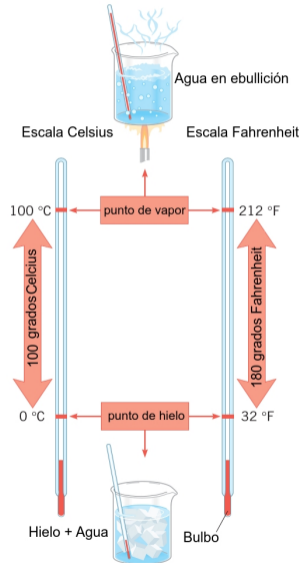 Agua en ebullición
Escala Celsius
Escala Fahrenheit
100 °C
punto de vapor
212 °F
100 gradosCelcius
180 grados Fahrenheit
0 °C
punto de hielo
32 °F
Hielo + Agua
Bulbo